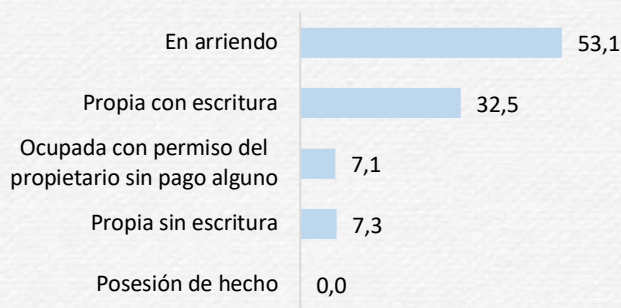 En arriendo
53,1
Propia con escritura
32,5
Ocupada con permiso del
propietario sin pago alguno
7,1
Propia sin escritura
7,3
Posesión de hecho
0,0